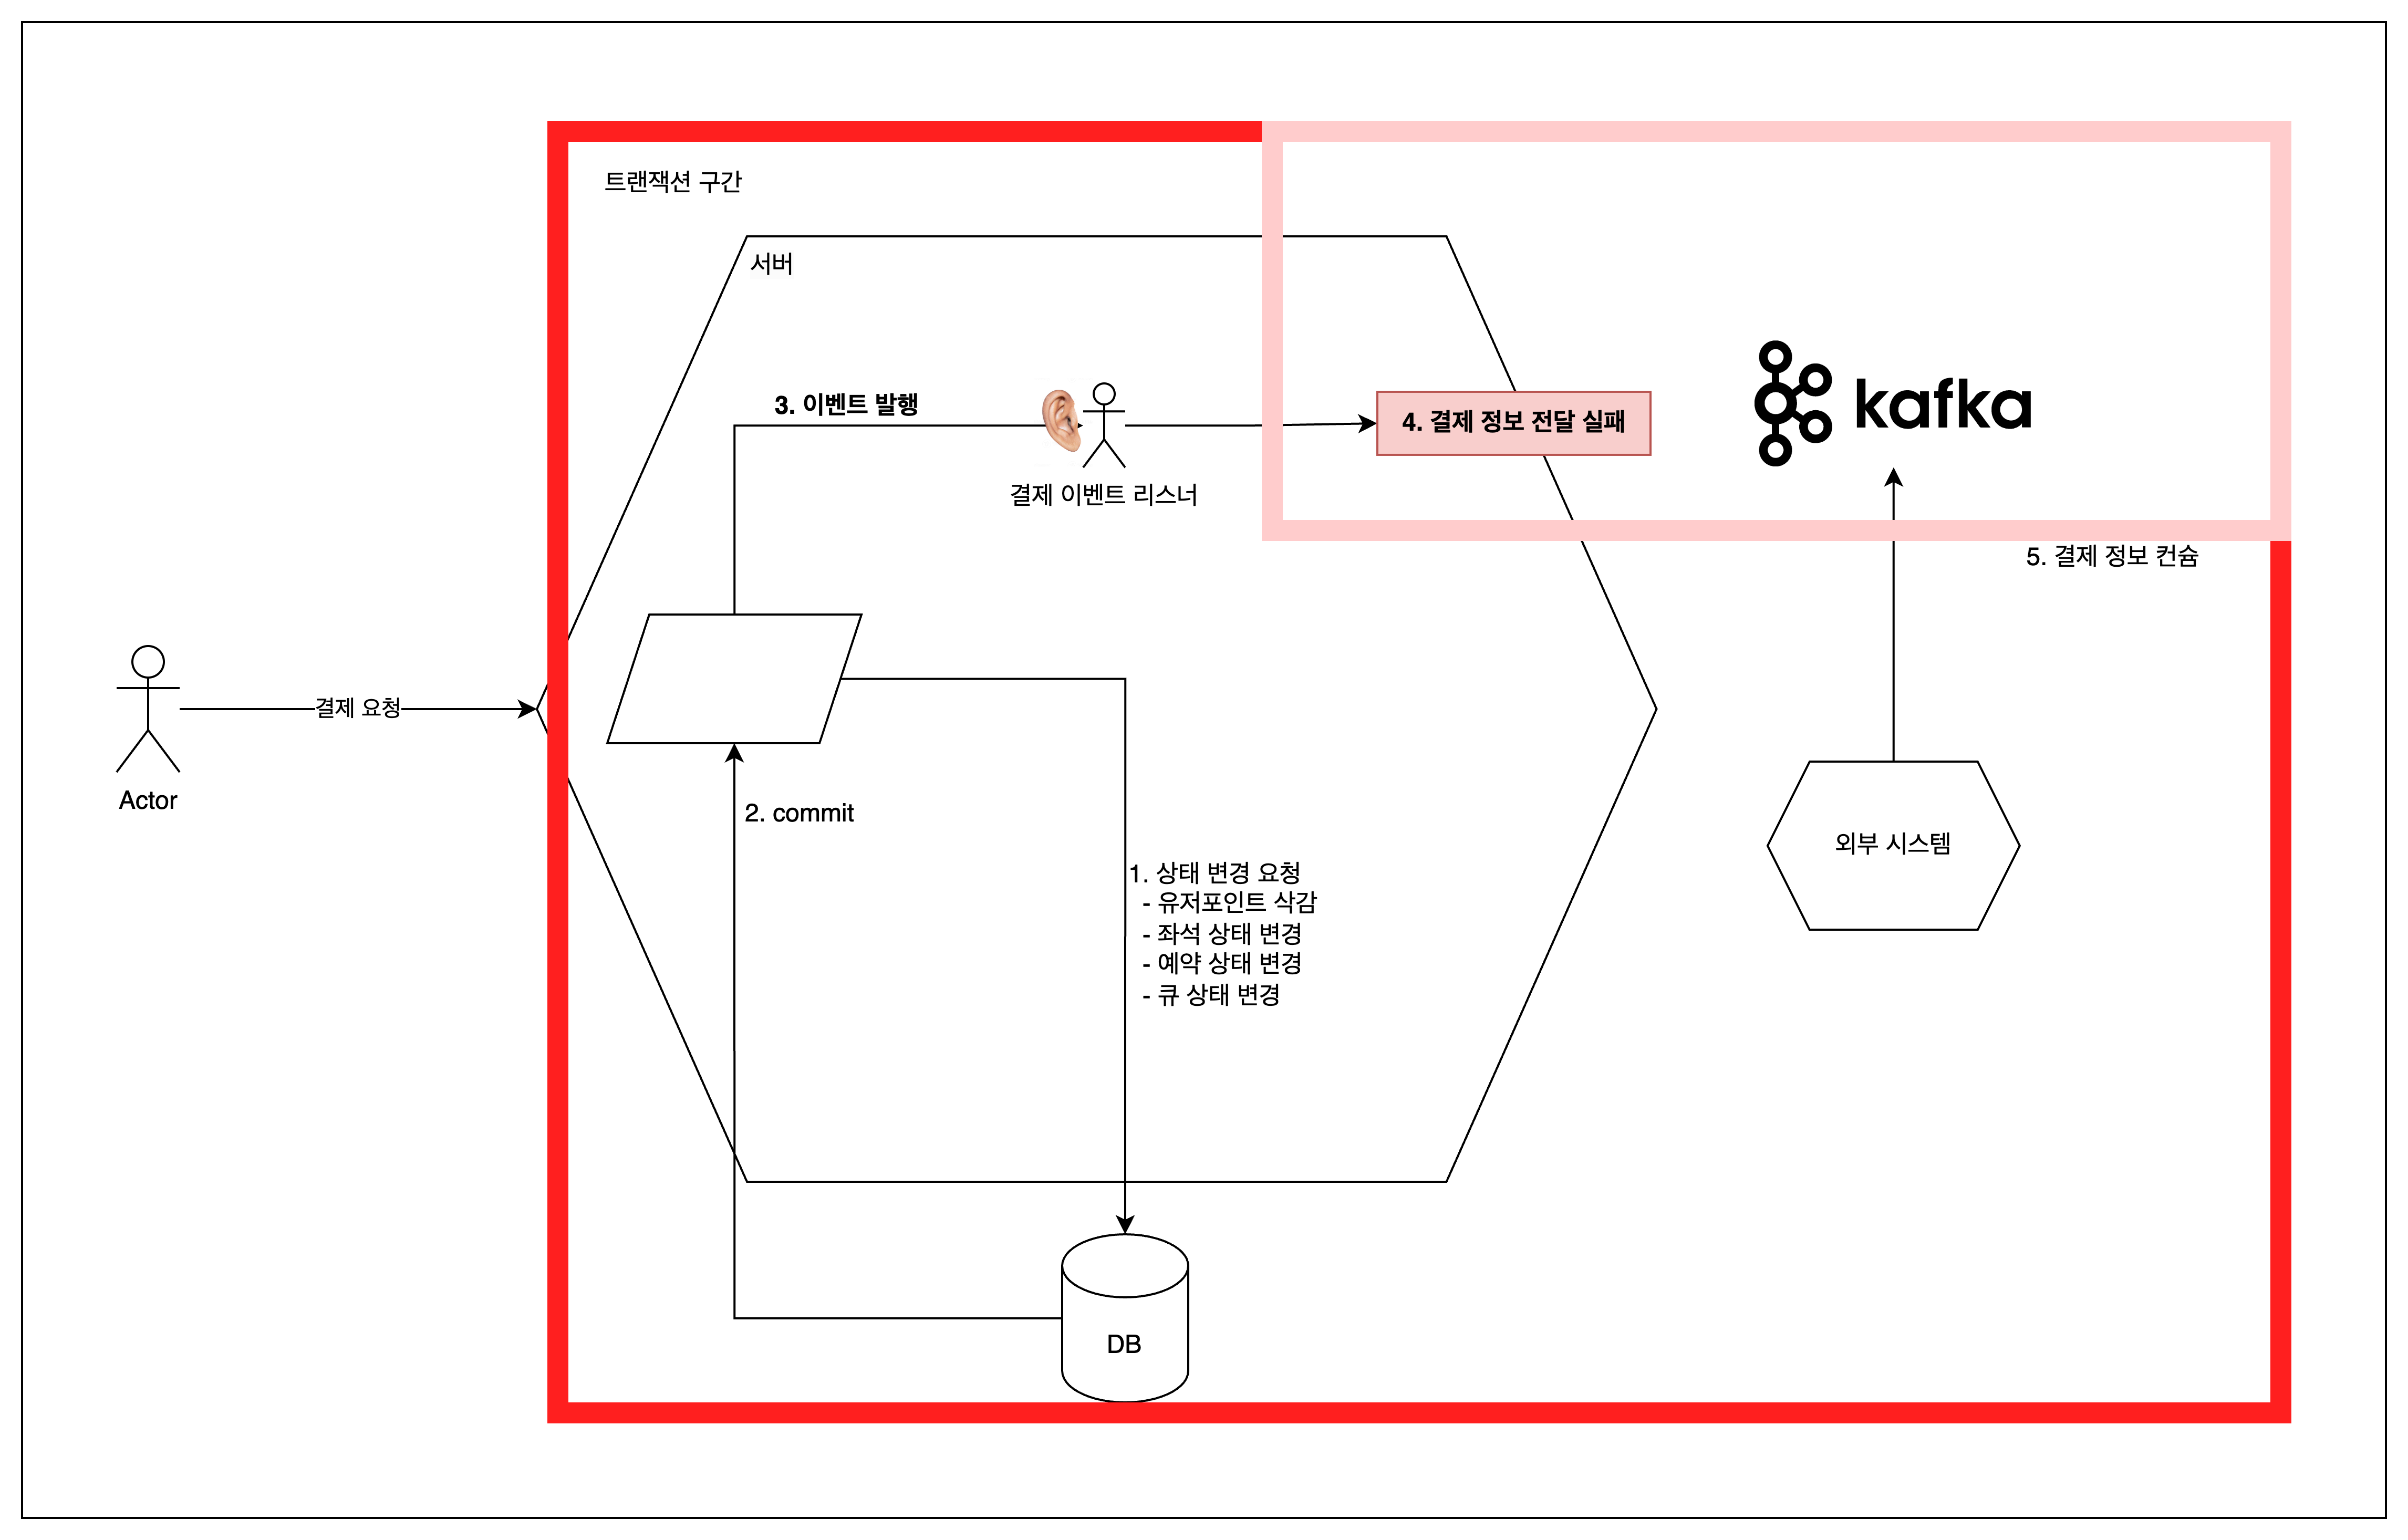 트랜잭션 구간
서버
3. 이벤트 발행
결제 이벤트 리스너
4. 결제 정보 전달 실패
kafka
5. 결제 정보 컨슘
결제 요청
Actor
2. commit
1. 상태 변경 요청
- 유저포인트 삭감
- 좌석 상태 변경
- 예약 상태 변경
- 큐 상태 변경
외부 시스템
DB